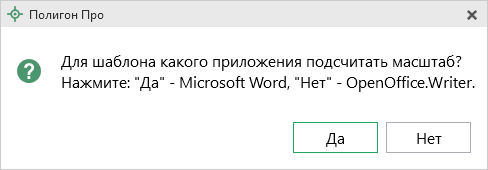 Полигон Про
Для шаблона какого приложения подсчитать масштаб?
Нажмите: "Да" - Microsoft Word, "Нет" - OpenOffice.Writer.
Да
Нет